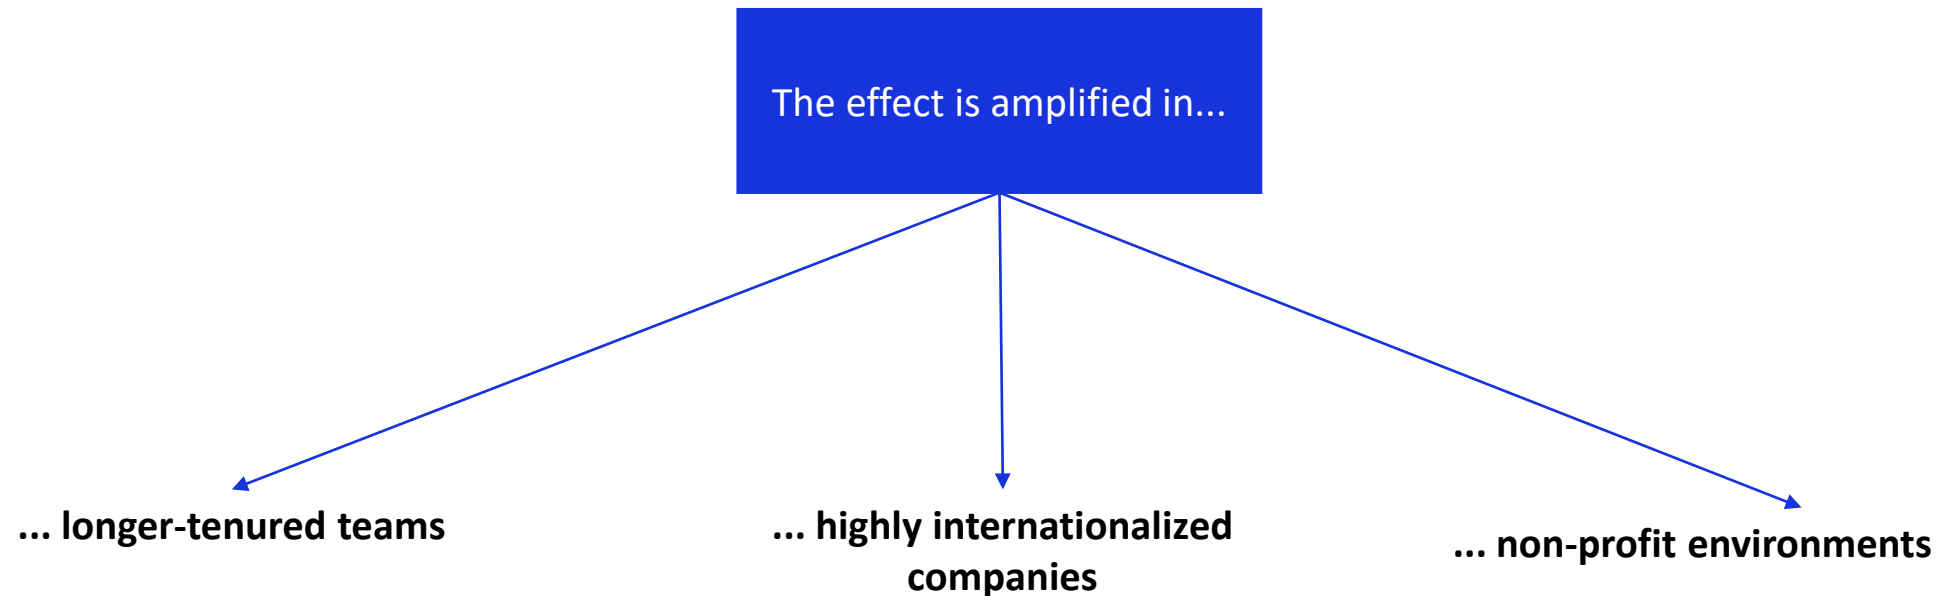 The effect is amplified in...
... longer-tenured teams
... highly internationalized
companies
... non-profit environments